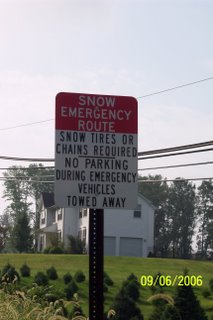 SNOW
EMERGENCY
ROUTE
SNOW TIRES OR
CHAINS REQUIRED
NO PARKING
DURING EMERGENCY
VEHICLES
TOWED AWAY
09/06/2006